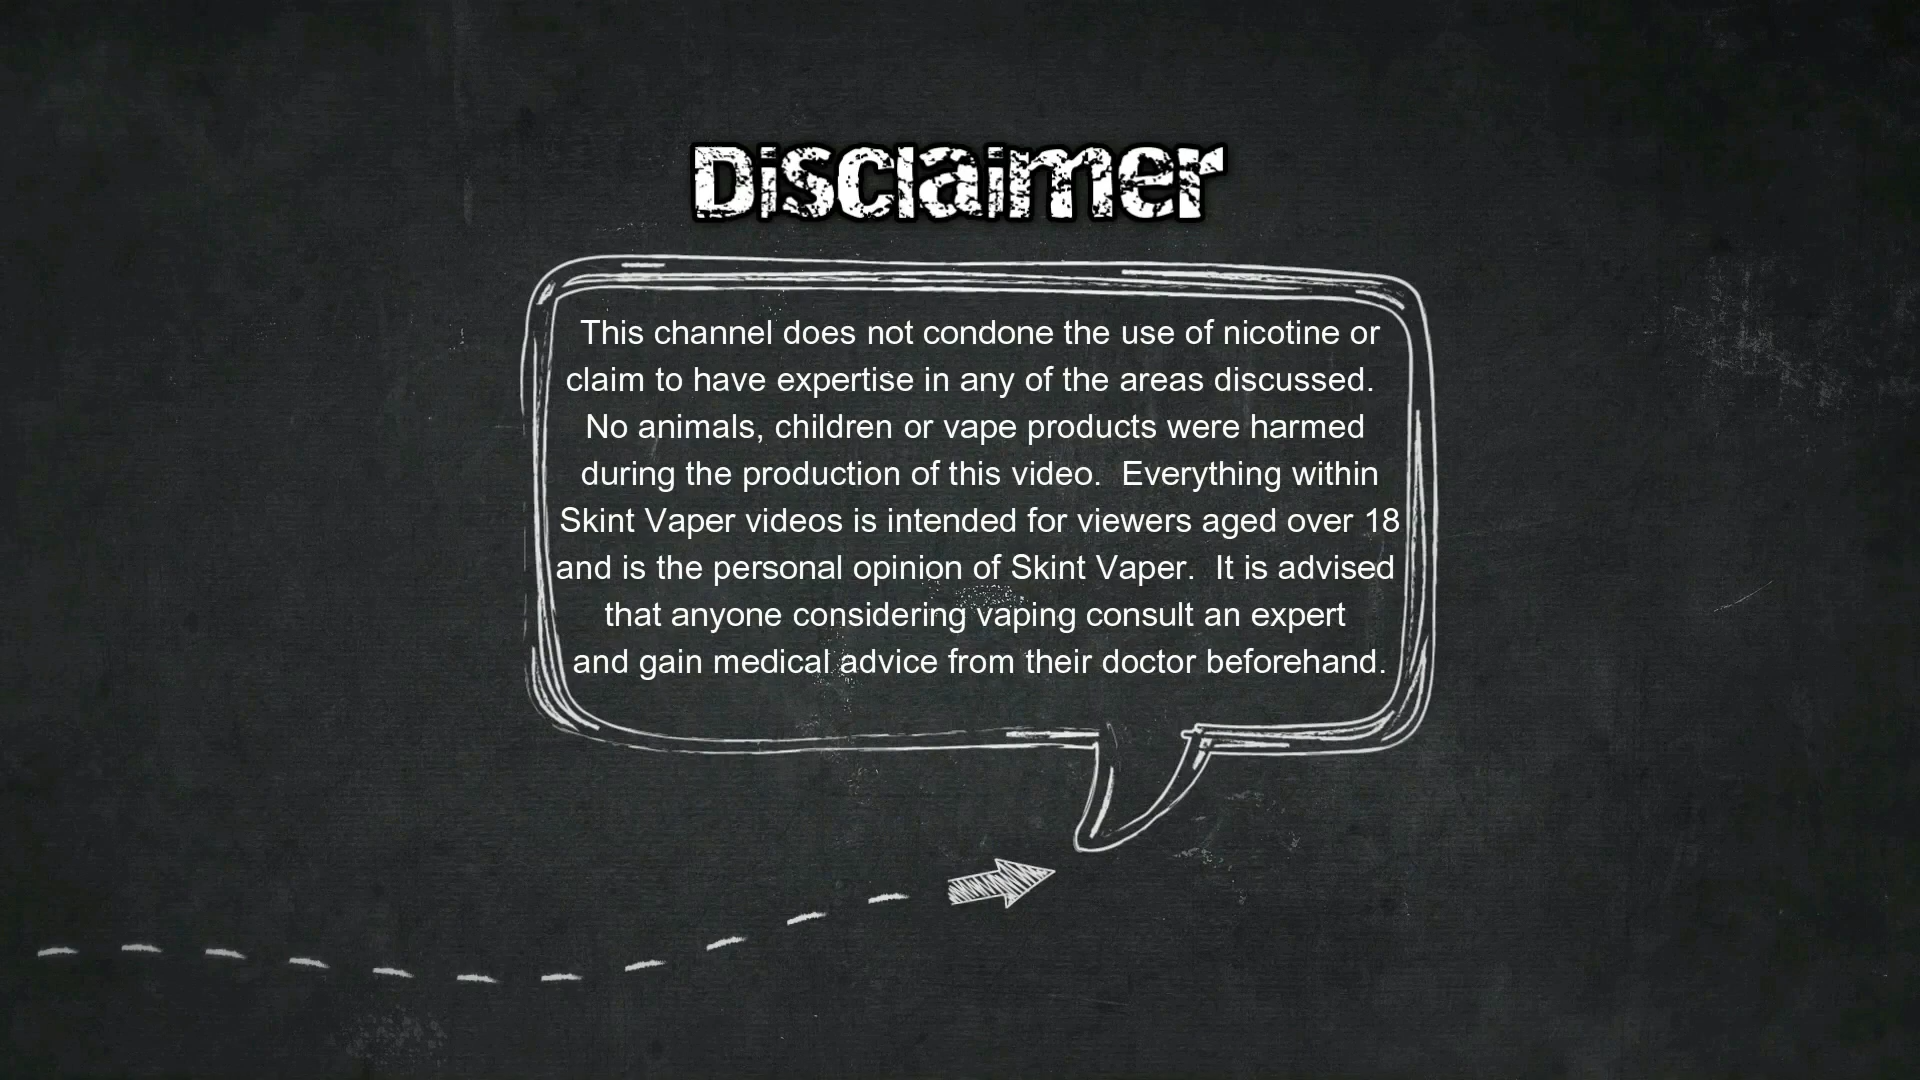 Disclaimer
This channel does not condone the use of nicotine or
claim to have expertise in any of the areas discussed.
No animals, children or vape products were harmed
during the production of this video.  Everything within
Skint Vaper videos is intended for viewers aged over 18
and is the personal opinion of Skint Vaper.  It is advised
that anyone considering vaping consult an expert
and gain medical advice from their doctor beforehand.